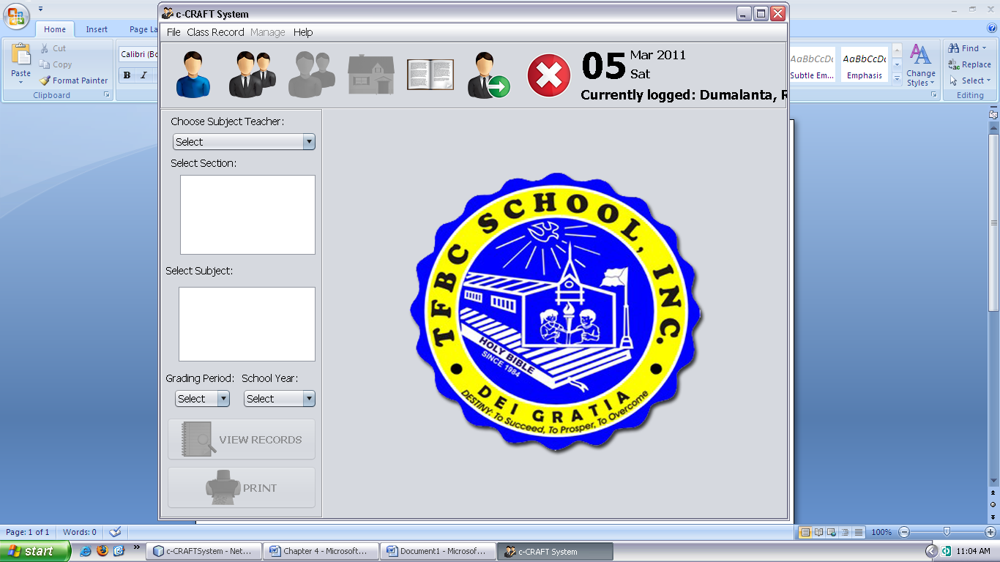 c-CRAFT System
Home Insert Page La
File Class Record Manage Help
Cut
Copy
Paste
Format Painter
Clipboard
Calibri (Bo
B I
05 Mar 2011
Sat
Currently logged: Dumalanta, R
AaBbCcDc AaBbCcDc
Subtle Em... Emphasis
Change Styles
Find
Replace
Select
Editing
Choose Subject Teacher:
Select
Select Section:
Select Subject:
Grading Period: School Year:
Select Select
VIEW RECORDS
PRINT
TFBC SCHOOL, INC.
HOLY BIBLE
SINCE 1984
DEI GRATIA
DESTINY: To Succeed, To Prosper, To Overcome
Page: 1 of 1 Words: 0
100%
start
c-CRAFTSystem - Net...
Chapter 4 - Microsoft...
Document1 - Microsof...
c-CRAFT System
11:04 AM